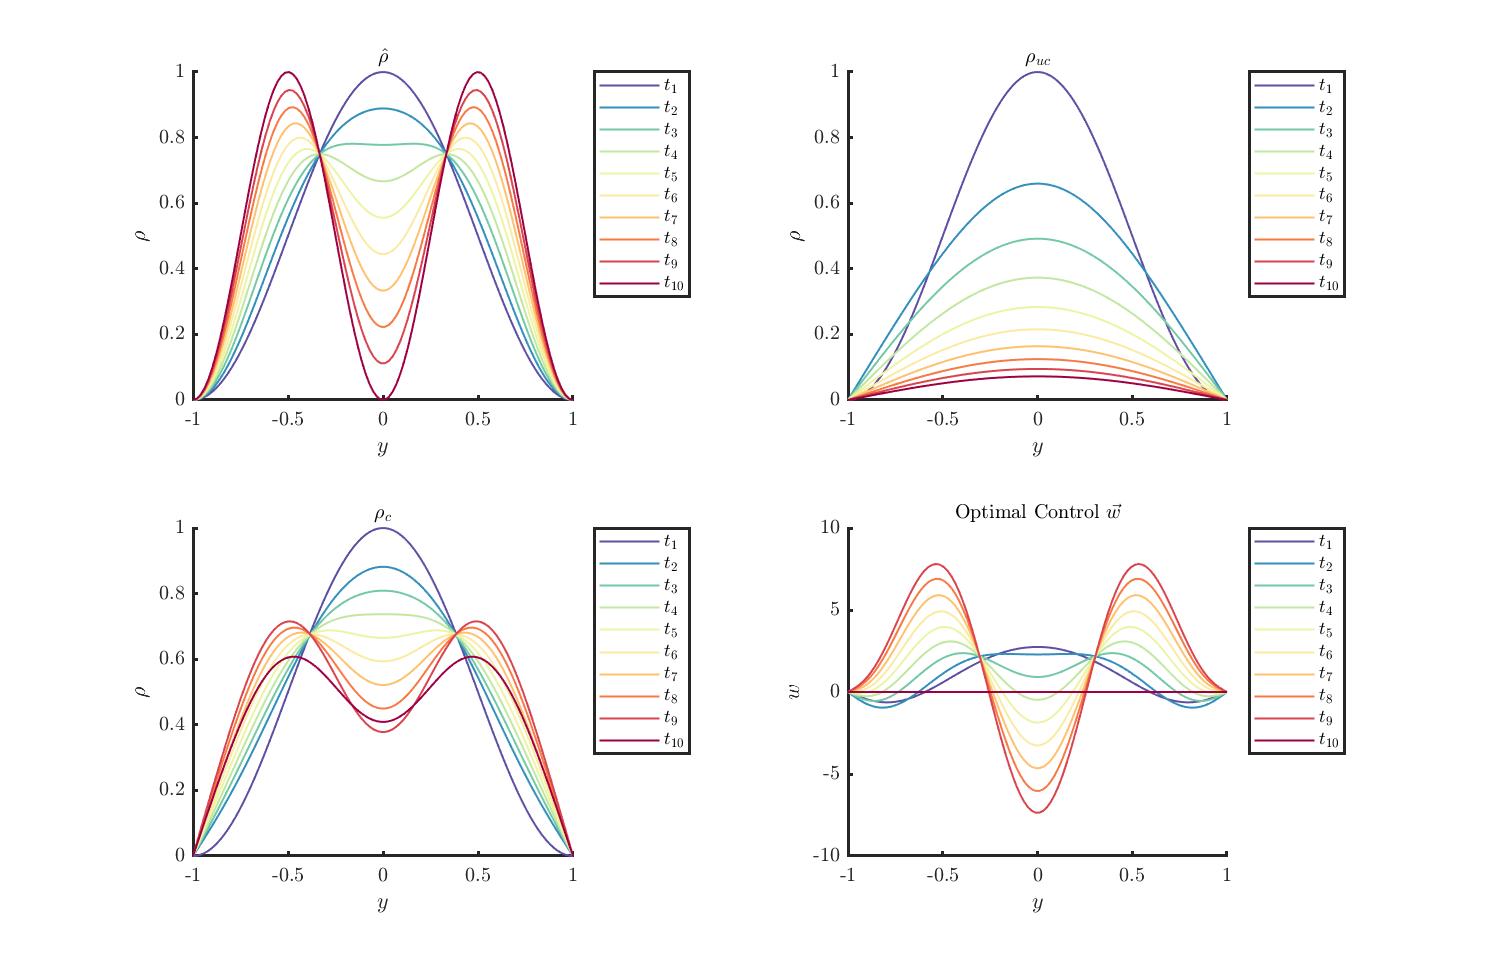 ρ̂
1
0.8
0.6
0.4
0.2
0
-1
-0.5
0
0.5
1
ρ
y
t₁
t₂
t₃
t₄
t₅
t₆
t₇
t₈
t₉
t₁₀
ρ_uc
1
0.8
0.6
0.4
0.2
0
-1
-0.5
0
0.5
1
ρ
y
t₁
t₂
t₃
t₄
t₅
t₆
t₇
t₈
t₉
t₁₀
ρ_c
1
0.8
0.6
0.4
0.2
0
-1
-0.5
0
0.5
1
ρ
y
t₁
t₂
t₃
t₄
t₅
t₆
t₇
t₈
t₉
t₁₀
Optimal Control w⃗
10
5
0
-5
-10
-1
-0.5
0
0.5
1
w
y
t₁
t₂
t₃
t₄
t₅
t₆
t₇
t₈
t₉
t₁₀